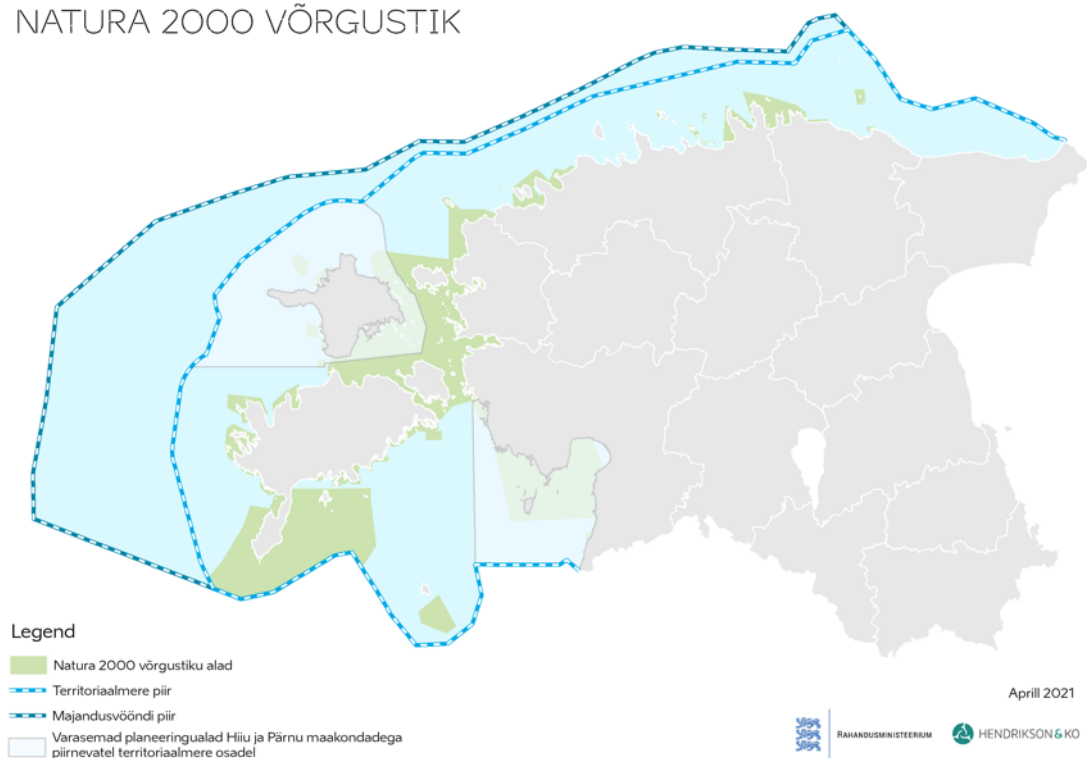 NATURA 2000 VÕRGUSTIK
Legend
Natura 2000 võrgustiku alad
Territoriaalmere piir
Majandusvööndi piir
Varasemad planeeringualad Hiiu ja Pärnu maakondadega
piirnevatel territoriaalmere osadel
Aprill 2021
RAHANDUSMINISTEERIUM
HENDRIKSON & KO